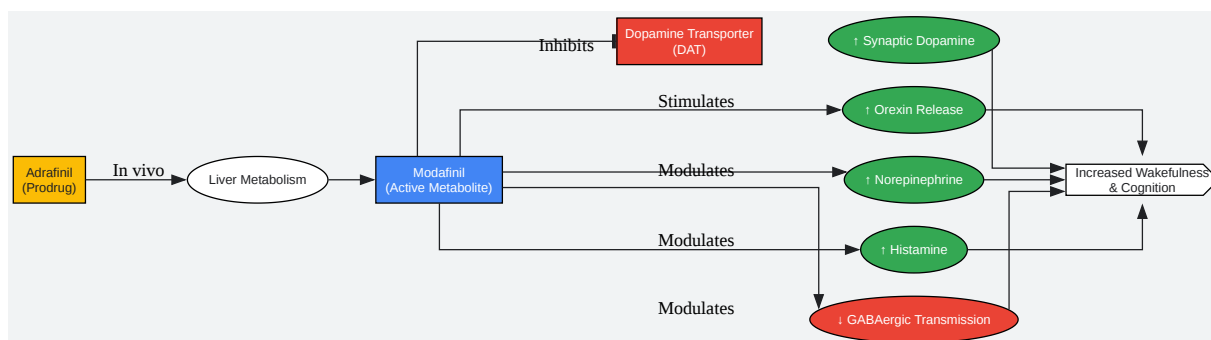 Adrafinil
(Prodrug)
In vivo
Liver Metabolism
Modafinil
(Active Metabolite)
Inhibits
Dopamine Transporter
(DAT)
↑ Synaptic Dopamine
Stimulates
↑ Orexin Release
Modulates
↑ Norepinephrine
Modulates
↑ Histamine
Modulates
↓ GABAergic Transmission
Increased Wakefulness
& Cognition